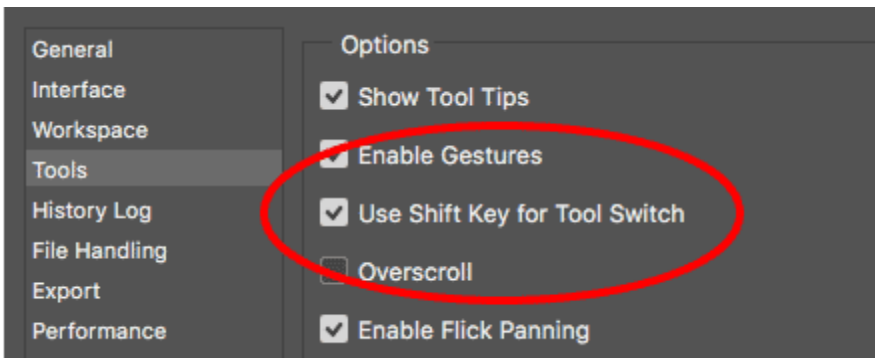 General
Interface
Workspace
Tools
History Log
File Handling
Export
Performance
Options
Show Tool Tips
Enable Gestures
Use Shift Key for Tool Switch
Overscroll
Enable Flick Panning